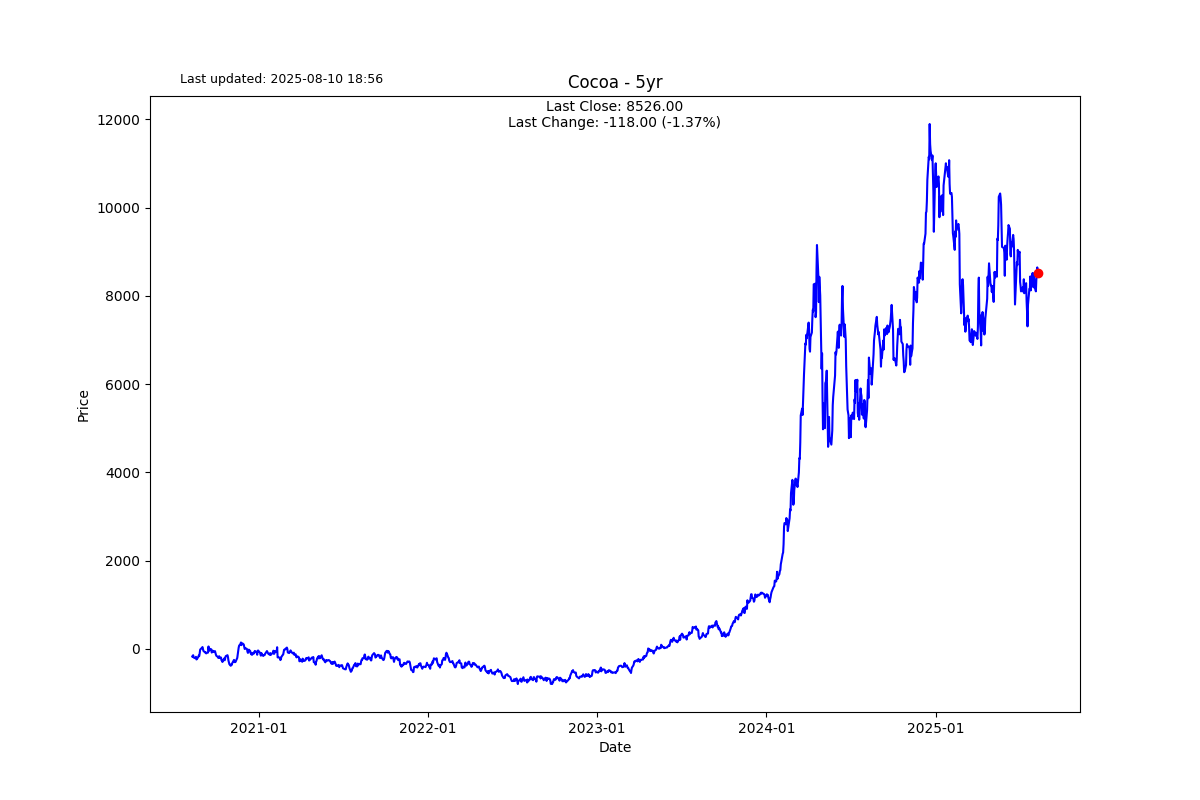 Last updated: 2025-08-10 18:56
Cocoa - 5yr
Last Close: 8526.00
Last Change: -118.00 (-1.37%)
12000
10000
8000
6000
4000
2000
0
Price
2021-01
2022-01
2023-01
2024-01
2025-01
Date